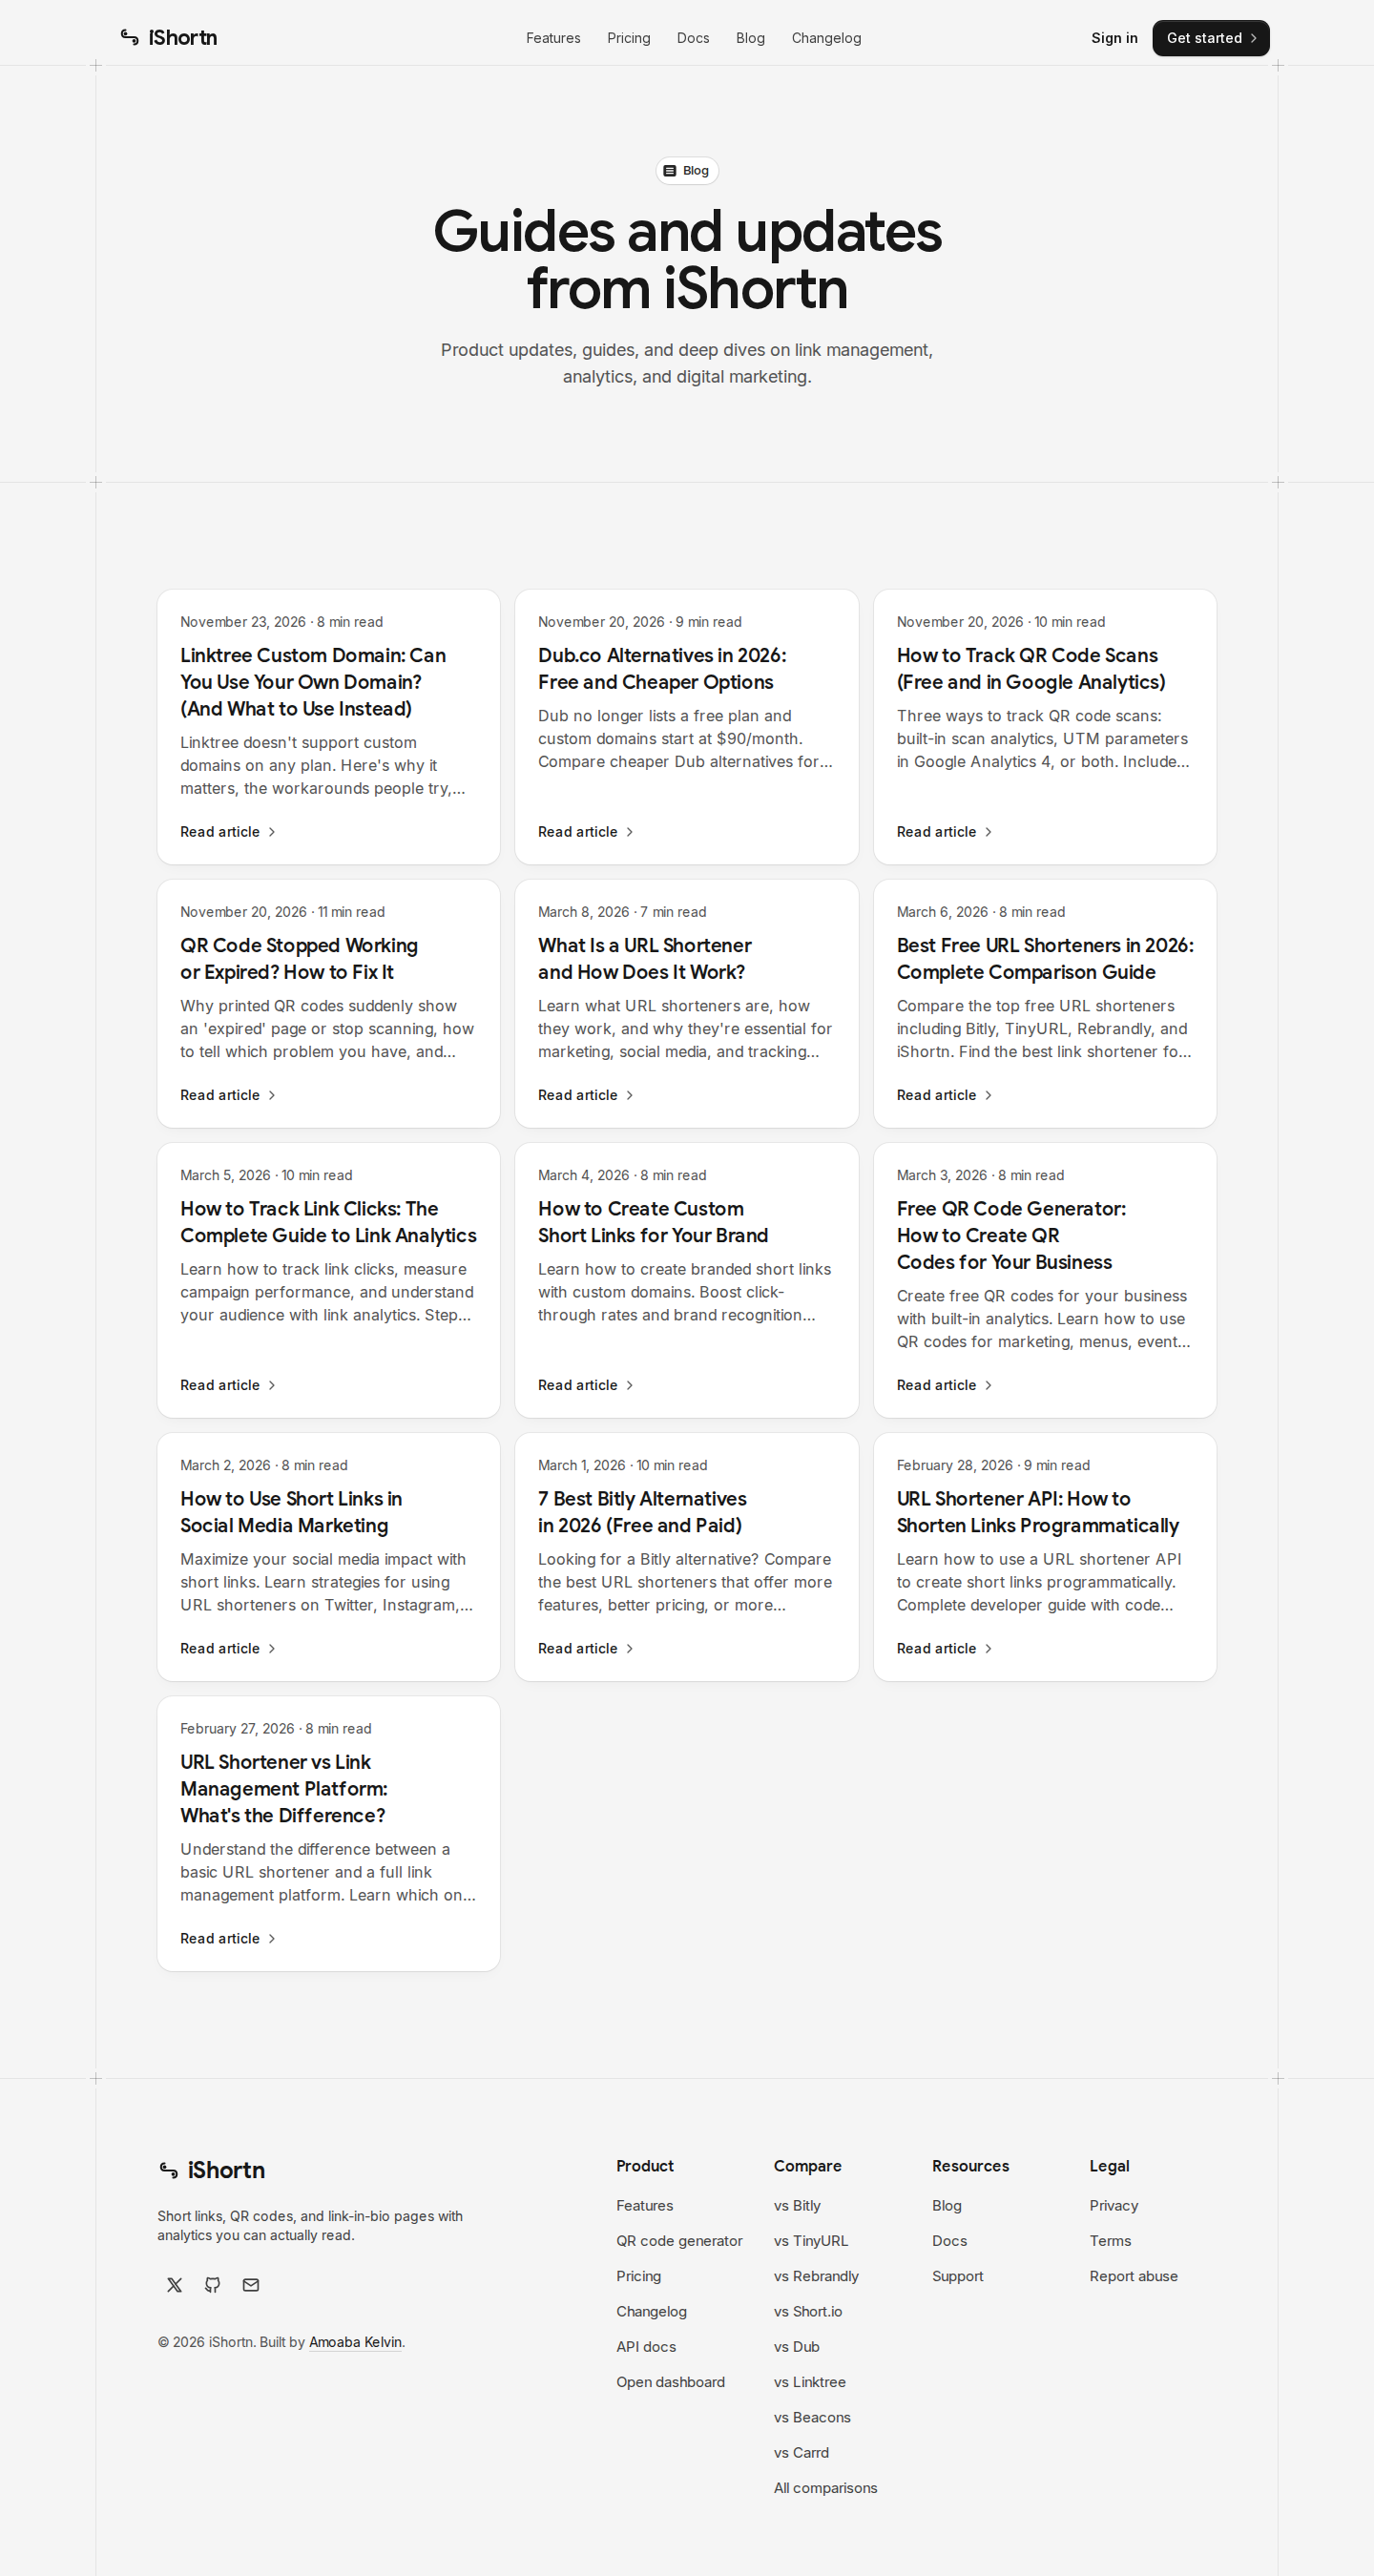 iShortn
Features
Pricing
Docs
Blog
Changelog
Sign in
Get started
Blog
Guides and updates
from iShortn
Product updates, guides, and deep dives on link management,
analytics, and digital marketing.
November 23, 2026 · 8 min read
Linktree Custom Domain: Can
You Use Your Own Domain?
(And What to Use Instead)
Linktree doesn't support custom
domains on any plan. Here's why it
matters, the workarounds people try,...
Read article
November 20, 2026 · 9 min read
Dub.co Alternatives in 2026:
Free and Cheaper Options
Dub no longer lists a free plan and
custom domains start at $90/month.
Compare cheaper Dub alternatives for...
Read article
November 20, 2026 · 10 min read
How to Track QR Code Scans
(Free and in Google Analytics)
Three ways to track QR code scans:
built-in scan analytics, UTM parameters
in Google Analytics 4, or both. Include...
Read article
November 20, 2026 · 11 min read
QR Code Stopped Working
or Expired? How to Fix It
Why printed QR codes suddenly show
an 'expired' page or stop scanning, how
to tell which problem you have, and...
Read article
March 8, 2026 · 7 min read
What Is a URL Shortener
and How Does It Work?
Learn what URL shorteners are, how
they work, and why they're essential for
marketing, social media, and tracking...
Read article
March 6, 2026 · 8 min read
Best Free URL Shorteners in 2026:
Complete Comparison Guide
Compare the top free URL shorteners
including Bitly, TinyURL, Rebrandly, and
iShortn. Find the best link shortener fo...
Read article
March 5, 2026 · 10 min read
How to Track Link Clicks: The
Complete Guide to Link Analytics
Learn how to track link clicks, measure
campaign performance, and understand
your audience with link analytics. Step...
Read article
March 4, 2026 · 8 min read
How to Create Custom
Short Links for Your Brand
Learn how to create branded short links
with custom domains. Boost click-
through rates and brand recognition...
Read article
March 3, 2026 · 8 min read
Free QR Code Generator:
How to Create QR
Codes for Your Business
Create free QR codes for your business
with built-in analytics. Learn how to use
QR codes for marketing, menus, event...
Read article
March 2, 2026 · 8 min read
How to Use Short Links in
Social Media Marketing
Maximize your social media impact with
short links. Learn strategies for using
URL shorteners on Twitter, Instagram,...
Read article
March 1, 2026 · 10 min read
7 Best Bitly Alternatives
in 2026 (Free and Paid)
Looking for a Bitly alternative? Compare
the best URL shorteners that offer more
features, better pricing, or more...
Read article
February 28, 2026 · 9 min read
URL Shortener API: How to
Shorten Links Programmatically
Learn how to use a URL shortener API
to create short links programmatically.
Complete developer guide with code...
Read article
February 27, 2026 · 8 min read
URL Shortener vs Link
Management Platform:
What's the Difference?
Understand the difference between a
basic URL shortener and a full link
management platform. Learn which on...
Read article
iShortn
Short links, QR codes, and link-in-bio pages with
analytics you can actually read.
© 2026 iShortn. Built by Amoaba Kelvin.
Product
Features
QR code generator
Pricing
Changelog
API docs
Open dashboard
Compare
vs Bitly
vs TinyURL
vs Rebrandly
vs Short.io
vs Dub
vs Linktree
vs Beacons
vs Carrd
All comparisons
Resources
Blog
Docs
Support
Legal
Privacy
Terms
Report abuse